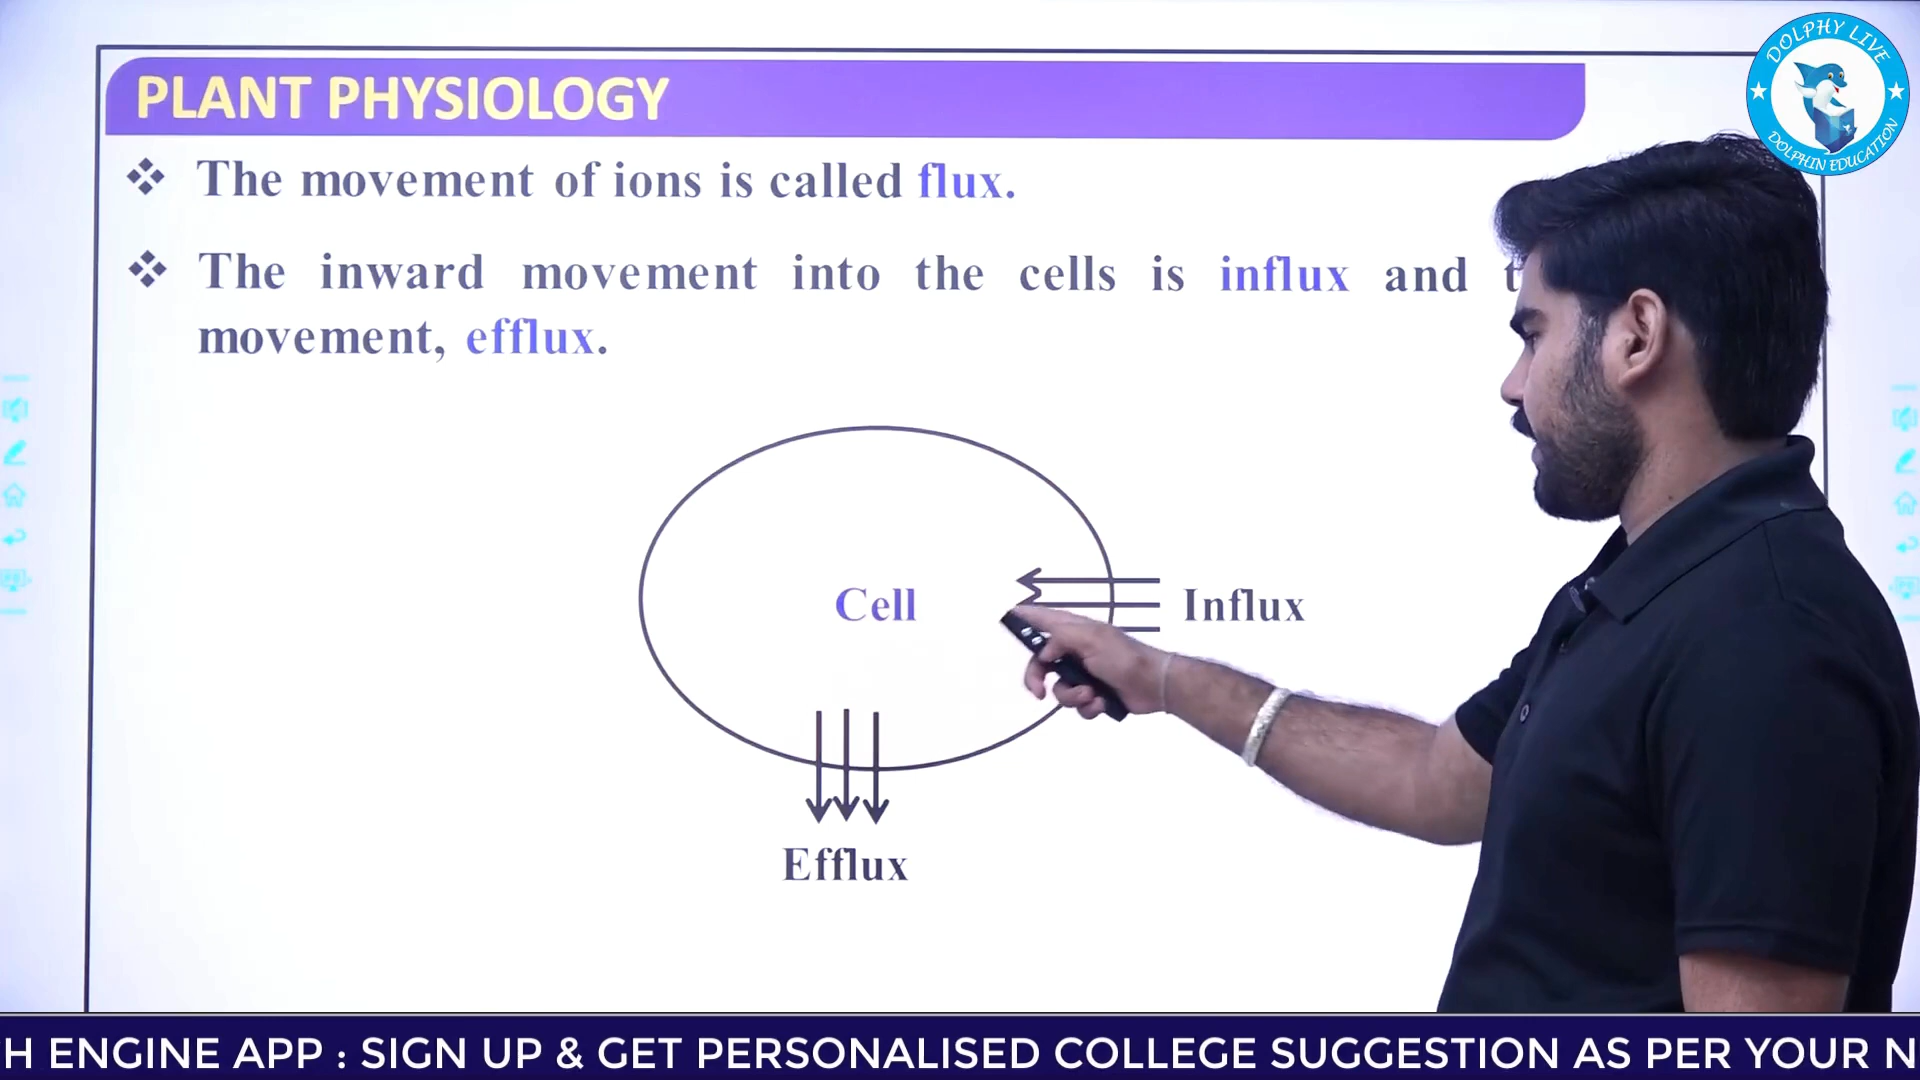 DOLPHY LIVE
DOLPHIN EDUCATION
PLANT PHYSIOLOGY
❖ The movement of ions is called flux.
❖ The inward movement into the cells is influx and
movement, efflux.
Cell
Influx
Efflux
H ENGINE APP : SIGN UP & GET PERSONALISED COLLEGE SUGGESTION AS PER YOUR N